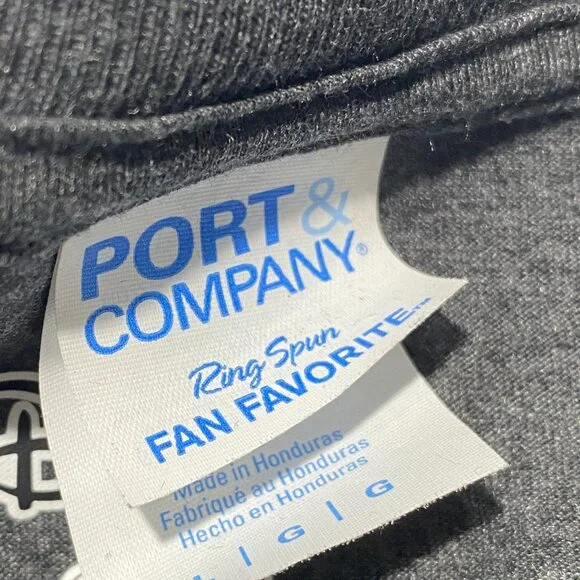 PORT &
COMPANY®
Ring Spun
FAN FAVORITE™
Made in Honduras
Fabriqué au Honduras
Hecho en Honduras
L | G | G